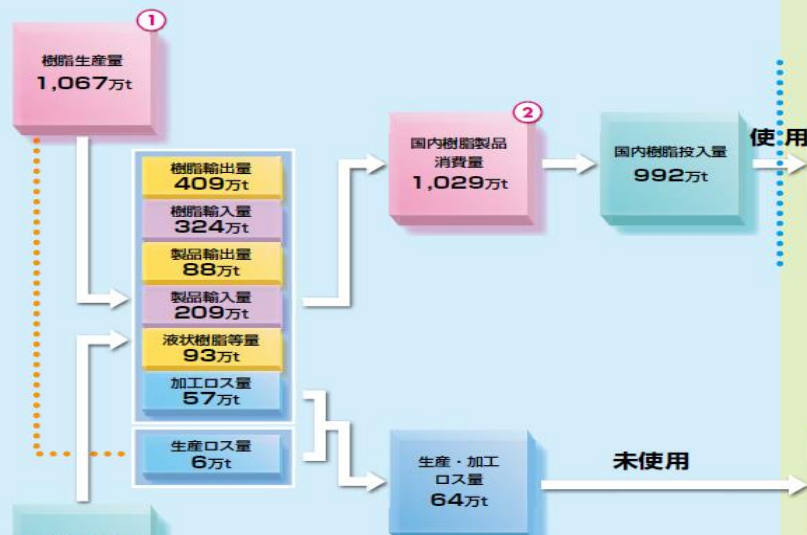 1
樹脂生産量
1,067万t
樹脂輸出量
409万t
樹脂輸入量
324万t
製品輸出量
88万t
製品輸入量
209万t
液状樹脂等量
93万t
加工ロス量
57万t
生産ロス量
6万t
2
国内樹脂製品
消費量
1,029万t
国内樹脂投入量
992万t
使用
生産・加工
ロス量
64万t
未使用